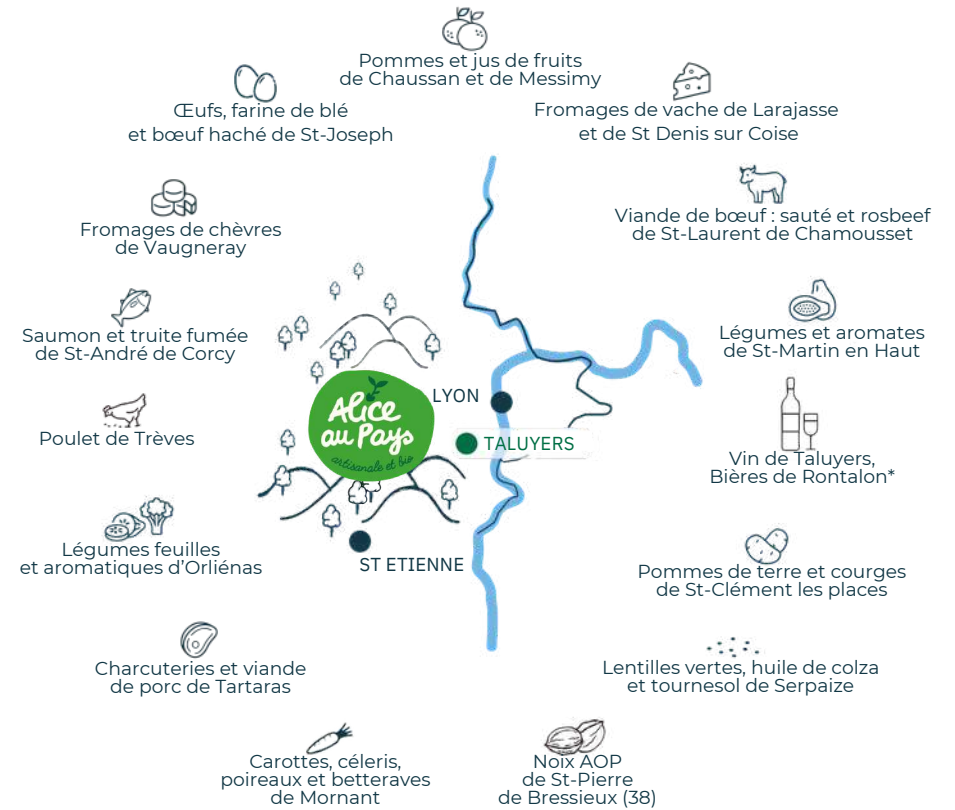 Pommes et jus de fruits
de Chaussan et de Messimy
Œufs, farine de blé
et bœuf haché de St-Joseph
Fromages de vache de Larajasse
et de St Denis sur Coise
Fromages de chèvres
de Vaugneray
Viande de bœuf : sauté et rosbeef
de St-Laurent de Chamousset
Saumon et truite fumée
de St-André de Corcy
Légumes et aromates
de St-Martin en Haut
Alice
au Pays
artisanale et bio
LYON
TALUYERS
ST ETIENNE
Poulet de Trèves
Vin de Taluyers,
Bières de Rontalon*
Légumes feuilles
et aromatiques d'Orliénas
Pommes de terre et courges
de St-Clément les places
Charcuteries et viande
de porc de Tartaras
Lentilles vertes, huile de colza
et tournesol de Serpaize
Carottes, céleris,
poireaux et betteraves
de Mornant
Noix AOP
de St-Pierre
de Bressieux (38)